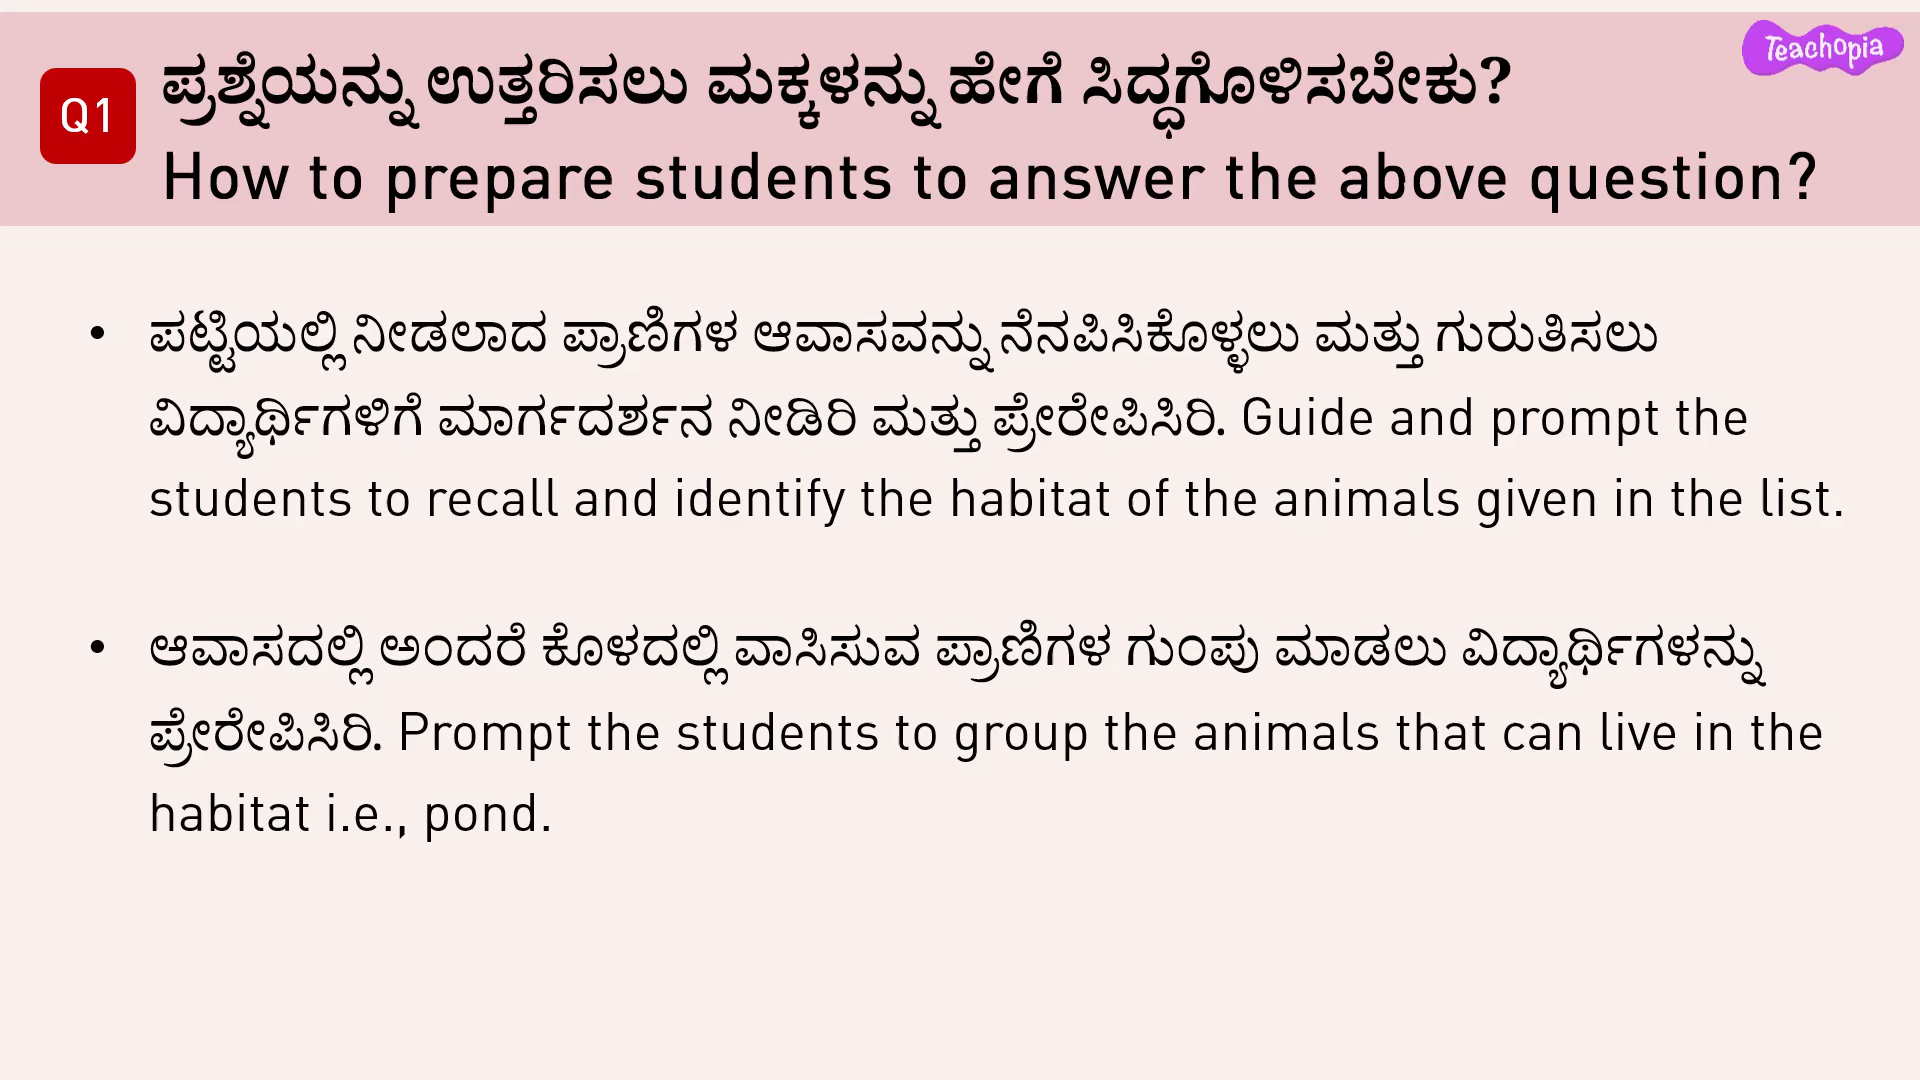 Teachopia
Q1
ಪ್ರಶ್ನೆಯನ್ನು ಉತ್ತರಿಸಲು ಮಕ್ಕಳನ್ನು ಹೇಗೆ ಸಿದ್ಧಗೊಳಿಸಬೇಕು?
How to prepare students to answer the above question?
• ಪಟ್ಟಿಯಲ್ಲಿ ನೀಡಲಾದ ಪ್ರಾಣಿಗಳ ಆವಾಸವನ್ನು ನೆನಪಿಸಿಕೊಳ್ಳಲು ಮತ್ತು ಗುರುತಿಸಲು
ವಿದ್ಯಾರ್ಥಿಗಳಿಗೆ ಮಾರ್ಗದರ್ಶನ ನೀಡಿರಿ ಮತ್ತು ಪ್ರೇರೇಪಿಸಿರಿ. Guide and prompt the
students to recall and identify the habitat of the animals given in the list.
• ಆವಾಸದಲ್ಲಿ ಅಂದರೆ ಕೊಳದಲ್ಲಿ ವಾಸಿಸುವ ಪ್ರಾಣಿಗಳ ಗುಂಪು ಮಾಡಲು ವಿದ್ಯಾರ್ಥಿಗಳನ್ನು
ಪ್ರೇರೇಪಿಸಿರಿ. Prompt the students to group the animals that can live in the
habitat i.e., pond.